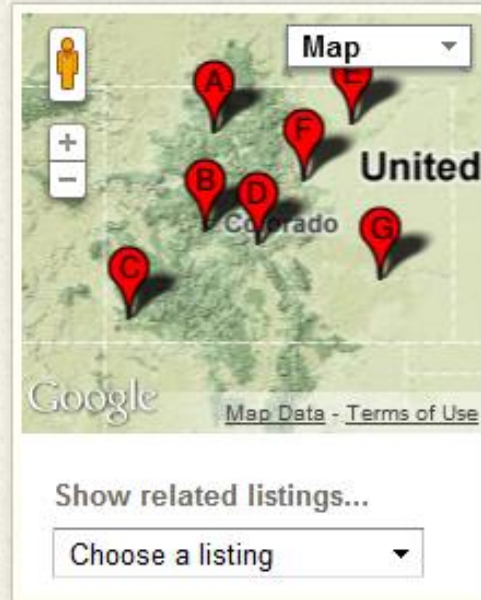 Map
A
E
F
United
B
D
Colorado
G
C
Google
Map Data - Terms of Use
Show related listings...
Choose a listing